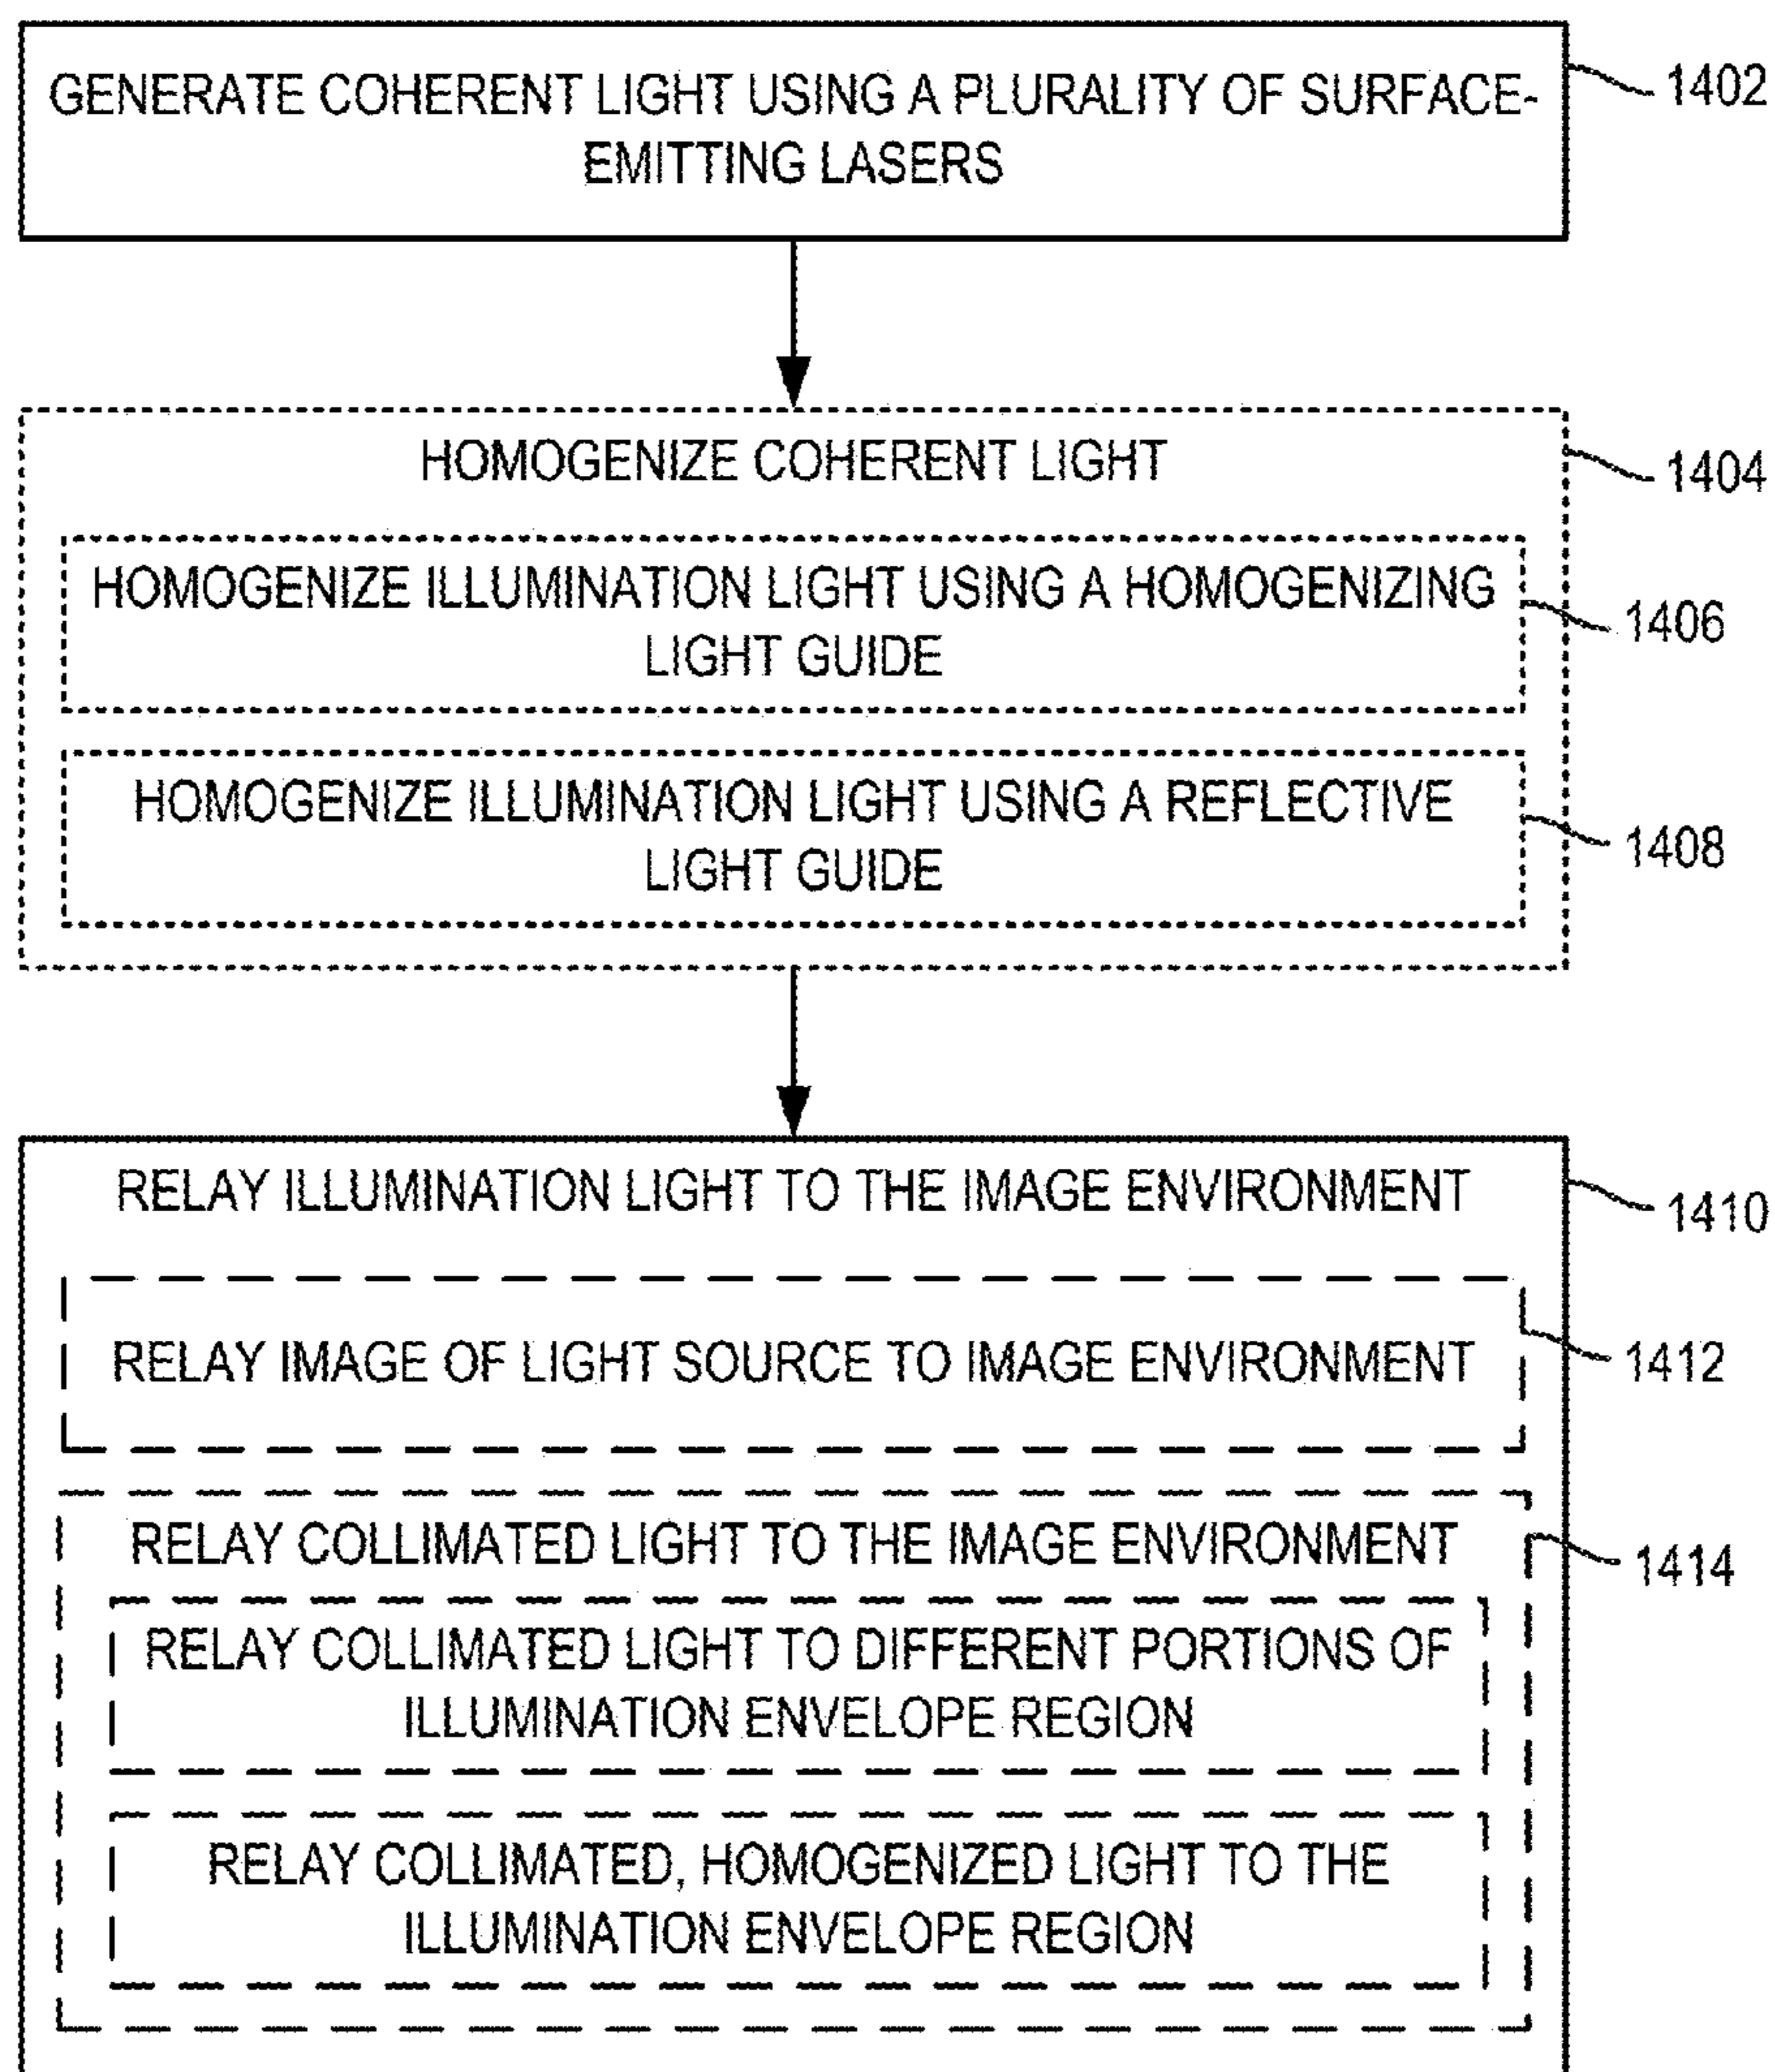 GENERATE COHERENT LIGHT USING A PLURALITY OF SURFACE-
EMITTING LASERS
1402
HOMOGENIZE COHERENT LIGHT
1404
HOMOGENIZE ILLUMINATION LIGHT USING A HOMOGENIZING
LIGHT GUIDE
1406
HOMOGENIZE ILLUMINATION LIGHT USING A REFLECTIVE
LIGHT GUIDE
1408
RELAY ILLUMINATION LIGHT TO THE IMAGE ENVIRONMENT
1410
RELAY IMAGE OF LIGHT SOURCE TO IMAGE ENVIRONMENT
1412
RELAY COLLIMATED LIGHT TO THE IMAGE ENVIRONMENT
1414
RELAY COLLIMATED LIGHT TO DIFFERENT PORTIONS OF
ILLUMINATION ENVELOPE REGION
RELAY COLLIMATED, HOMOGENIZED LIGHT TO THE
ILLUMINATION ENVELOPE REGION